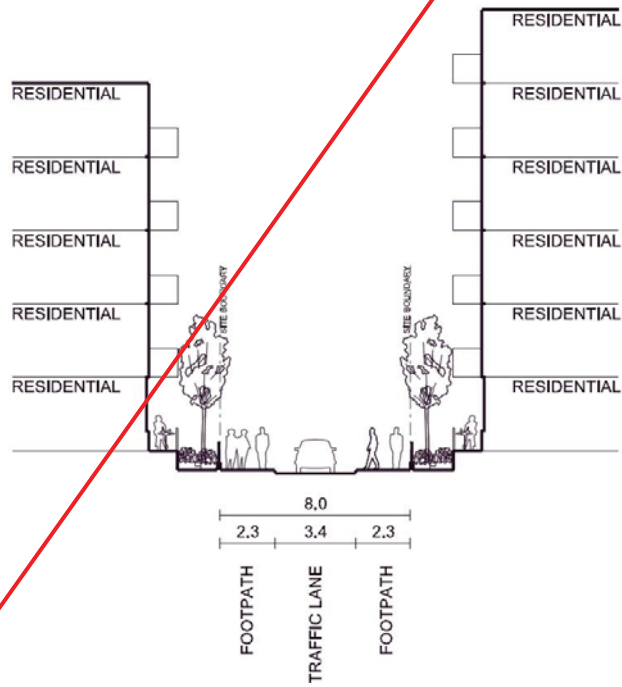 RESIDENTIAL
RESIDENTIAL
RESIDENTIAL
RESIDENTIAL
RESIDENTIAL
RESIDENTIAL
RESIDENTIAL
RESIDENTIAL
RESIDENTIAL
RESIDENTIAL
RESIDENTIAL
SITE BOUNDARY
SITE BOUNDARY
8.0
2.3
3.4
2.3
FOOTPATH
TRAFFIC LANE
FOOTPATH